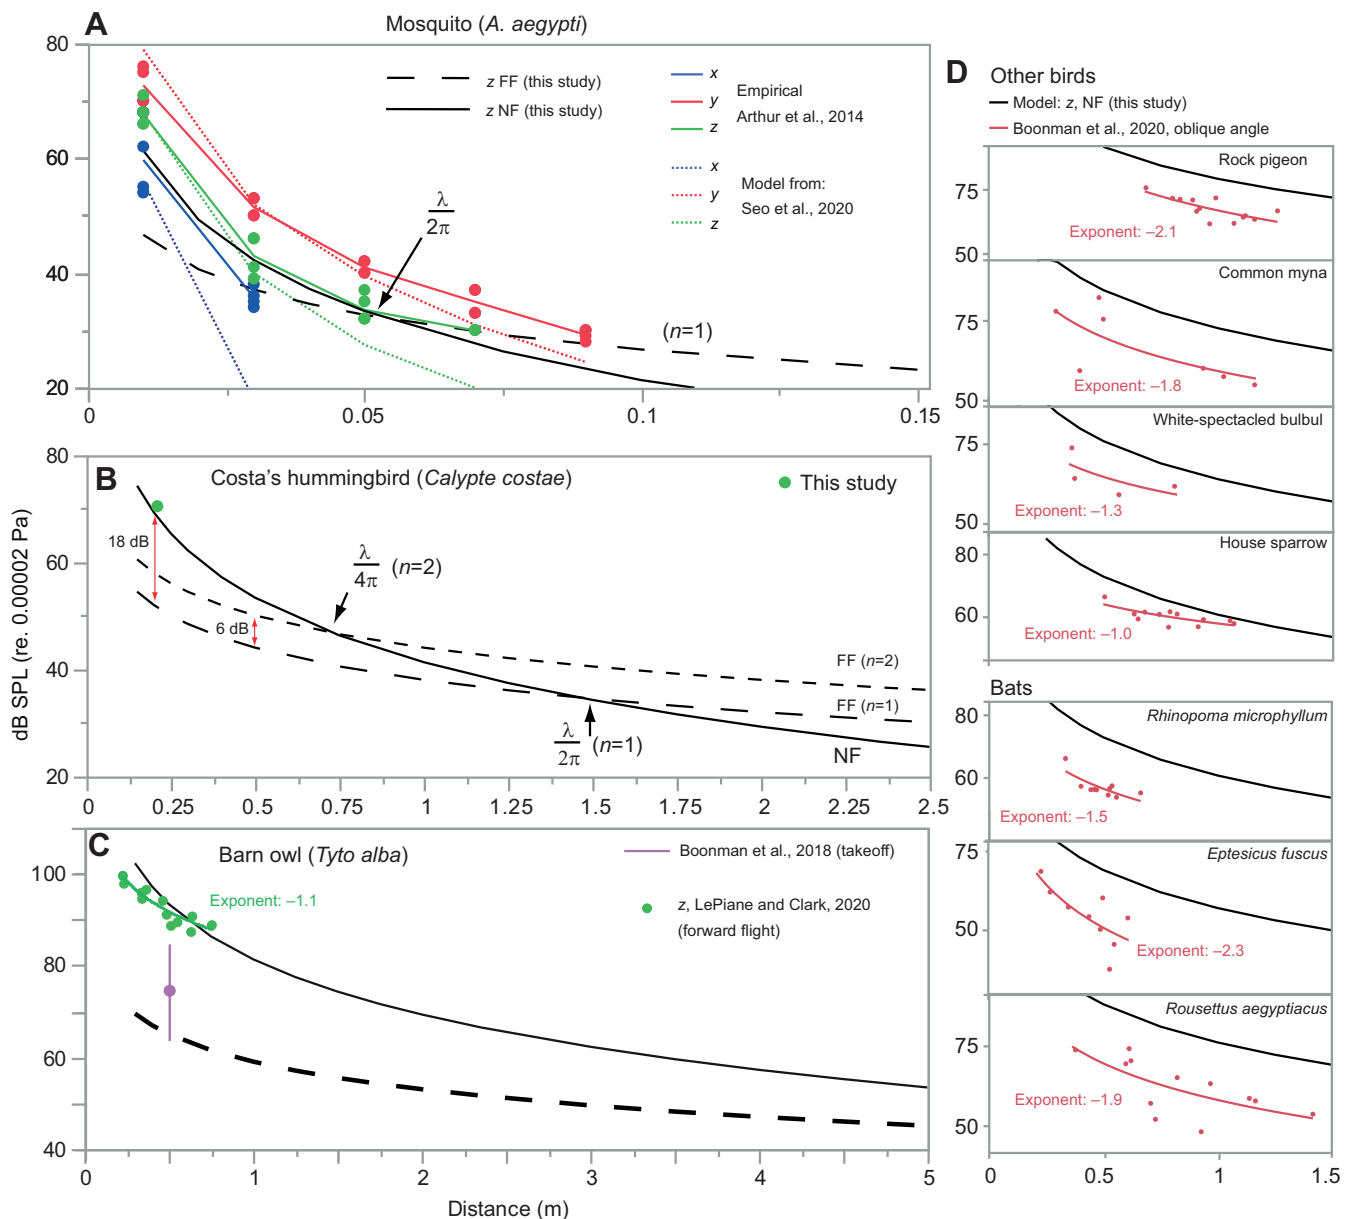 A
Mosquito (A. aegypti)
z FF (this study)
z NF (this study)
x
y
z
Empirical
Arthur et al., 2014
x
y
z
Model from:
Seo et al., 2020
λ
2π
(n=1)
80
60
40
20
0
0.05
0.1
0.15
B
Costa's hummingbird (Calypte costae)
This study
18 dB
6 dB
λ
4π
(n=2)
λ
2π
(n=1)
FF (n=2)
FF (n=1)
NF
80
60
40
20
0
0.25
0.5
0.75
1
1.25
1.5
1.75
2
2.25
2.5
dB SPL (re. 0.00002 Pa)
C
Barn owl (Tyto alba)
Boonman et al., 2018 (takeoff)
Exponent: –1.1
z, LePiane and Clark, 2020
(forward flight)
100
80
60
40
0
1
2
3
4
5
Distance (m)
D
Other birds
Model: z, NF (this study)
Boonman et al., 2020, oblique angle
Rock pigeon
75
50
Exponent: –2.1
Common myna
75
50
Exponent: –1.8
White-spectacled bulbul
75
50
Exponent: –1.3
House sparrow
80
60
Exponent: –1.0
Bats
Rhinopoma microphyllum
80
60
Exponent: –1.5
Eptesicus fuscus
75
50
Exponent: –2.3
Rousettus aegyptiacus
75
50
Exponent: –1.9
0
0.5
1
1.5